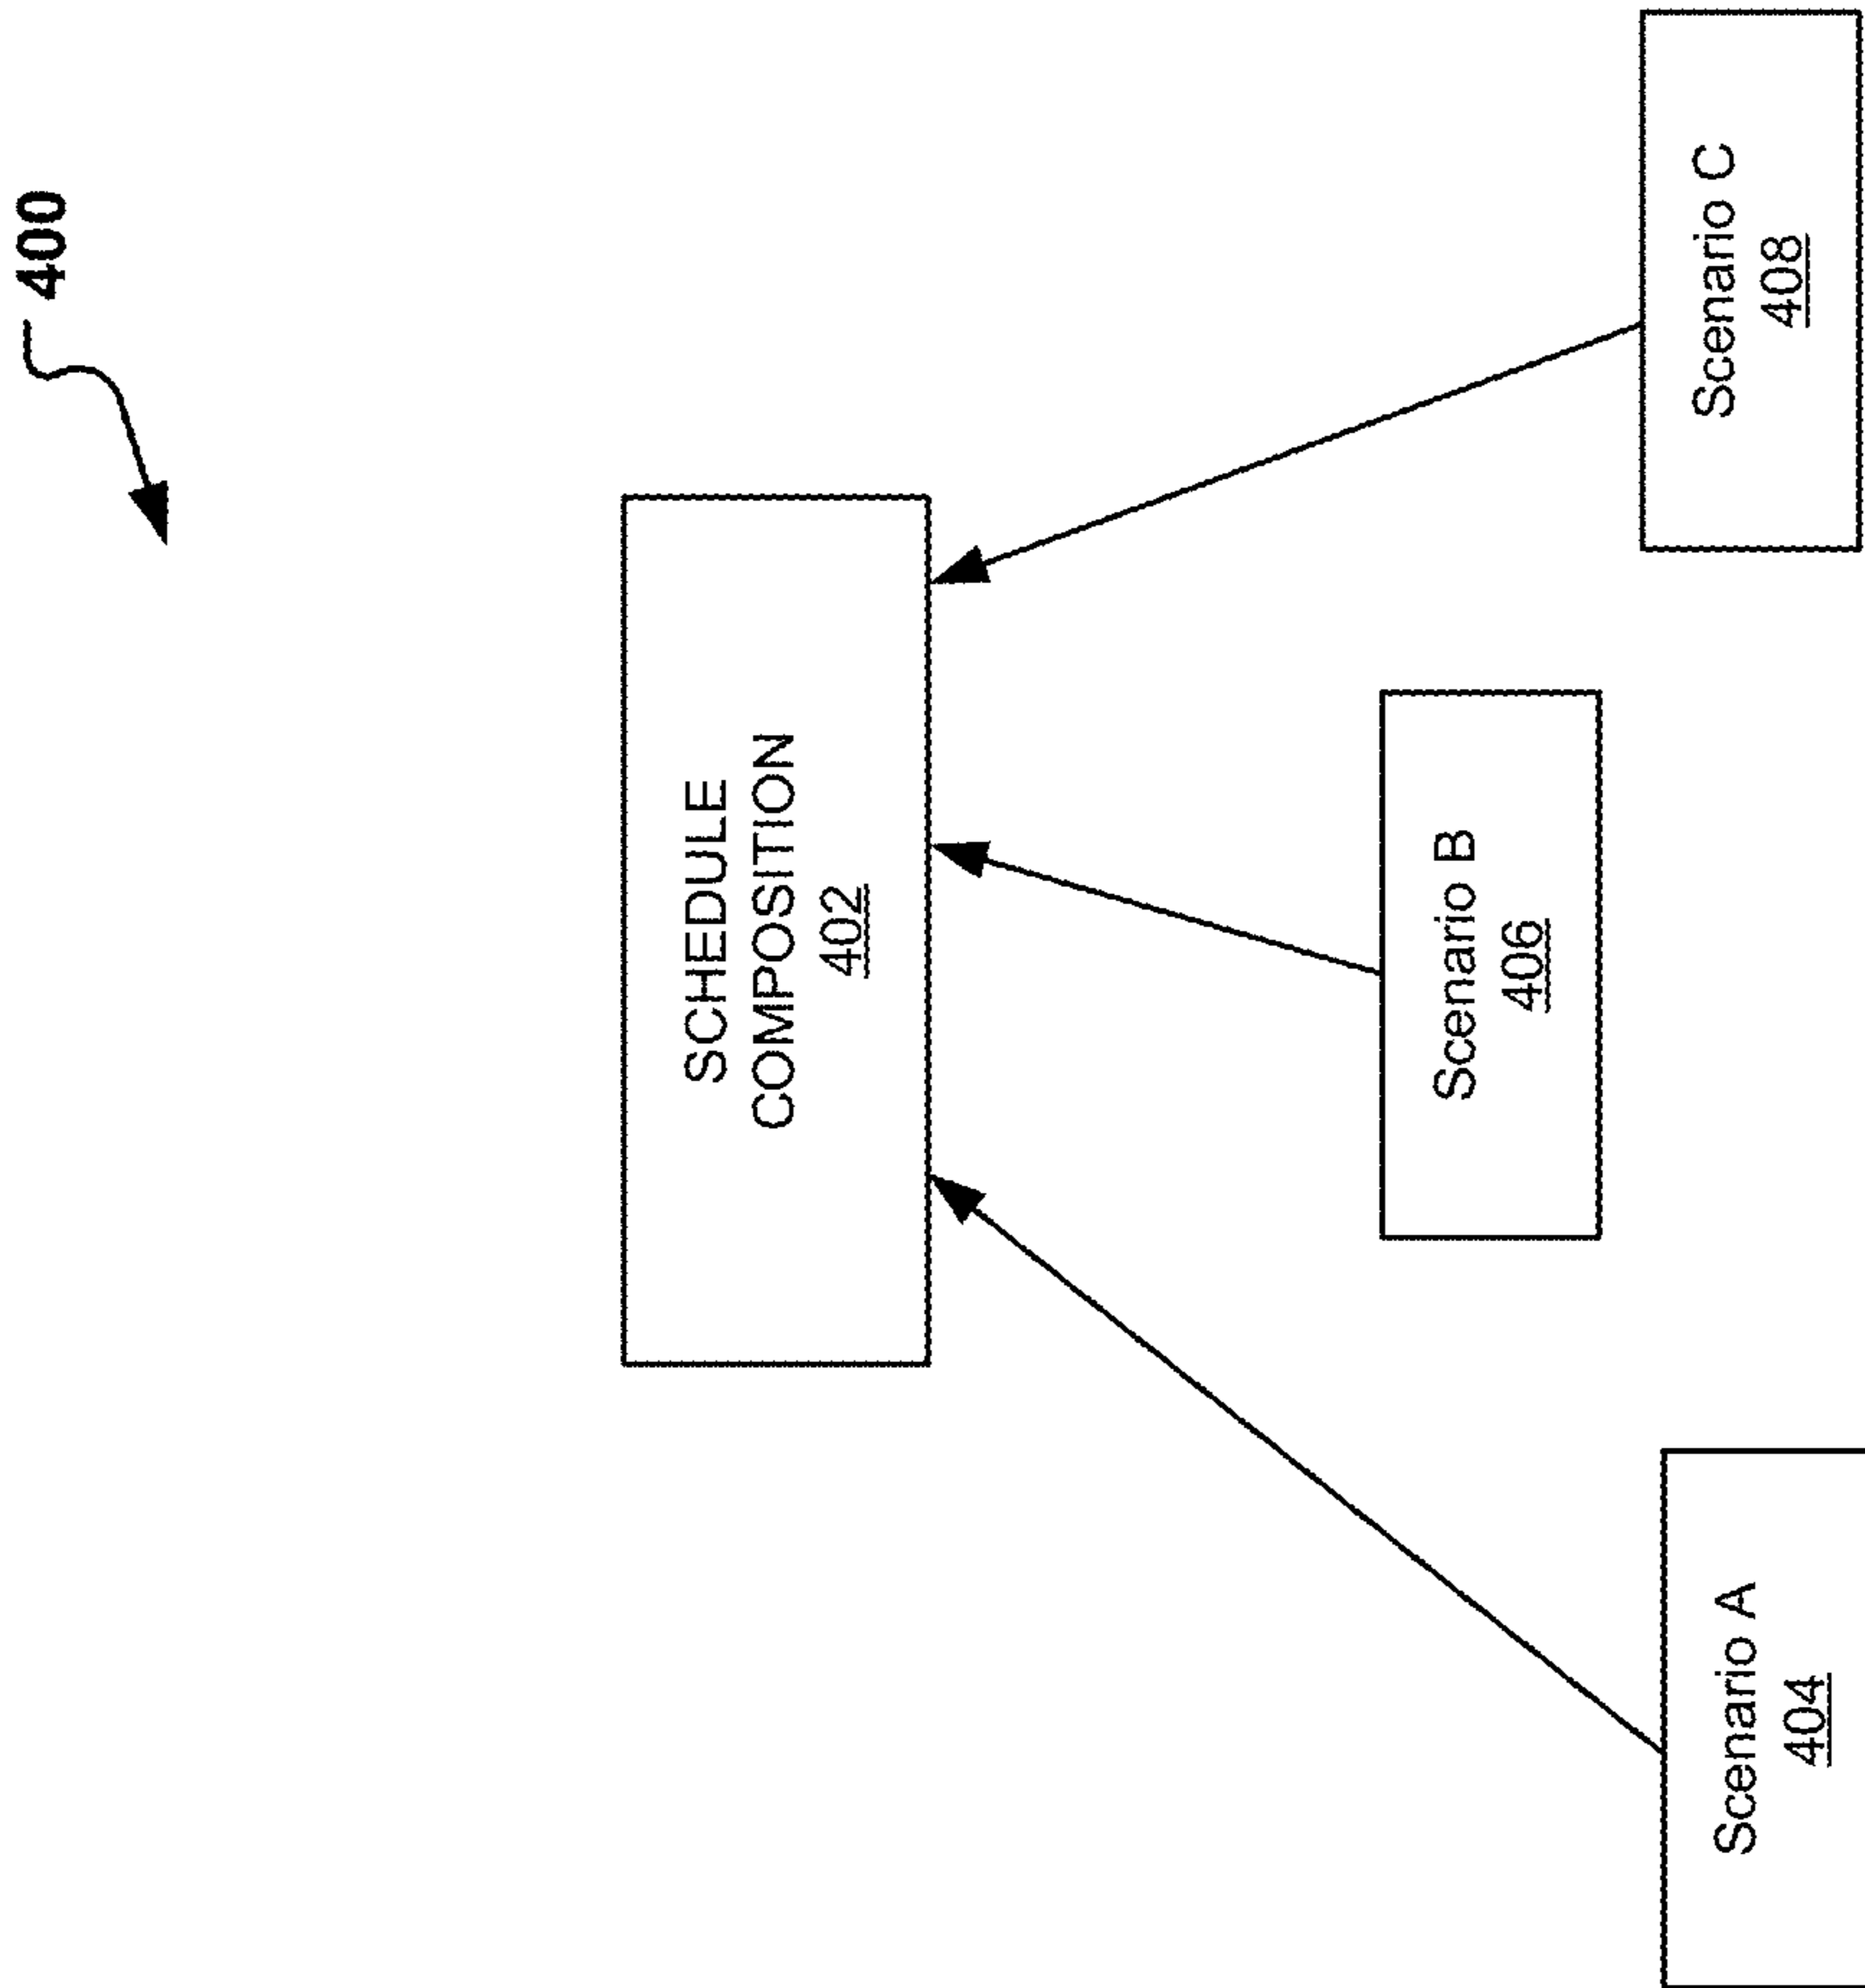 400
SCHEDULE
COMPOSITION
402
Scenario A
404
Scenario B
406
Scenario C
408